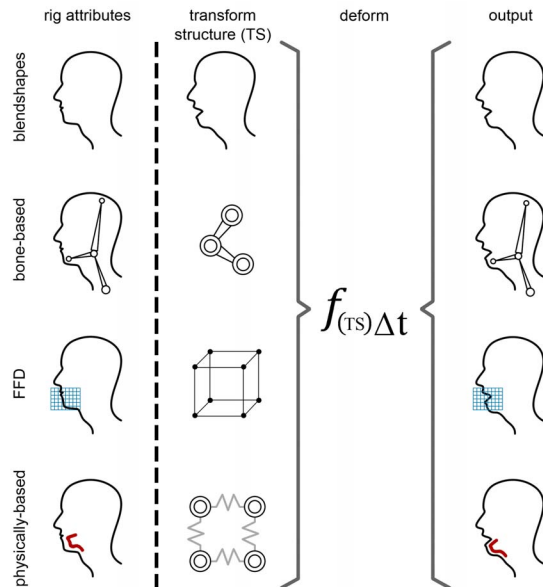 rig attributes
transform
structure (TS)
deform
output
blendshapes
bone-based
f(TS)Δt
FFD
physically-based